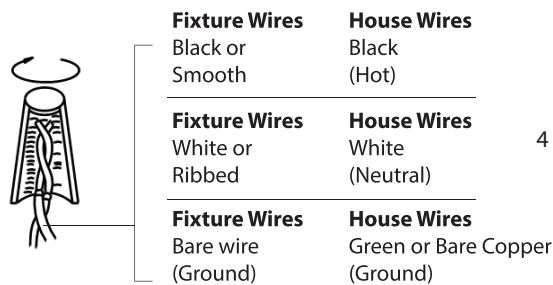 Fixture Wires House Wires
Black or Black
Smooth (Hot)
Fixture Wires House Wires
White or White
Ribbed (Neutral)
4
Fixture Wires House Wires
Bare wire Green or Bare Copper
(Ground) (Ground)